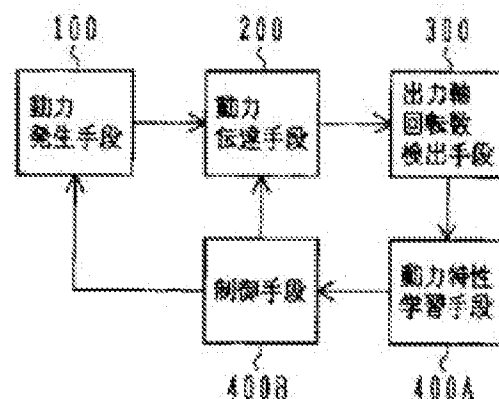 100
200
300
動力
発生手段
動力
伝達手段
出力軸
回転数
検出手段
制御手段
動力特性
学習手段
400B
400A